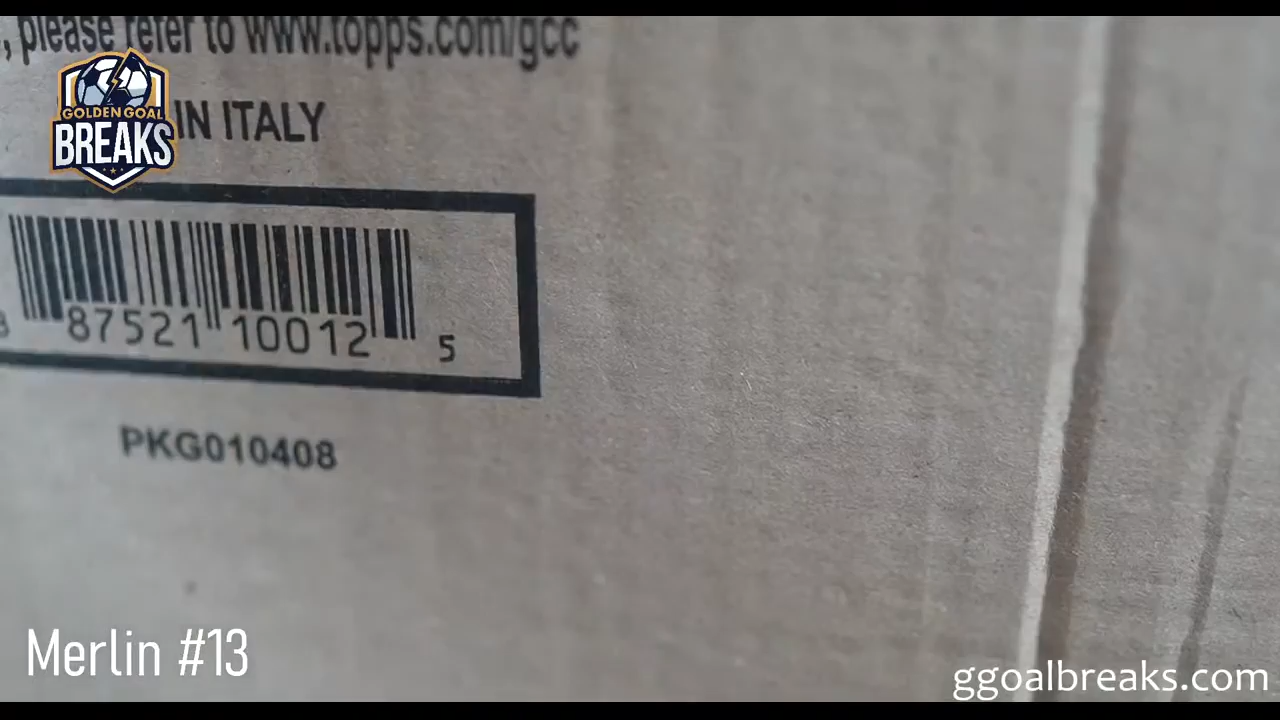 , please refer to www.topps.com/gcc
GOLDEN GOAL
BREAKS
IN ITALY
87521 10012 5
PKG010408
Merlin #13
ggoalbreaks.com